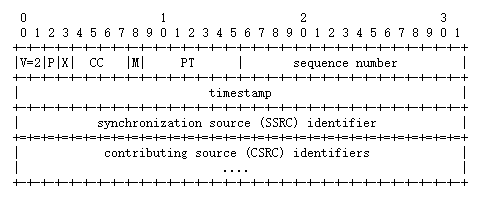 0                   1                   2                   3
0 1 2 3 4 5 6 7 8 9 0 1 2 3 4 5 6 7 8 9 0 1 2 3 4 5 6 7 8 9 0 1
+-+-+-+-+-+-+-+-+-+-+-+-+-+-+-+-+-+-+-+-+-+-+-+-+-+-+-+-+-+-+-+-+
|V=2|P|X|  CC   |M|     PT      |       sequence number         |
+-+-+-+-+-+-+-+-+-+-+-+-+-+-+-+-+-+-+-+-+-+-+-+-+-+-+-+-+-+-+-+-+
|                           timestamp                           |
+-+-+-+-+-+-+-+-+-+-+-+-+-+-+-+-+-+-+-+-+-+-+-+-+-+-+-+-+-+-+-+-+
|           synchronization source (SSRC) identifier            |
+=+=+=+=+=+=+=+=+=+=+=+=+=+=+=+=+=+=+=+=+=+=+=+=+=+=+=+=+=+=+=+=+
|            contributing source (CSRC) identifiers             |
|                             ....                              |
+-+-+-+-+-+-+-+-+-+-+-+-+-+-+-+-+-+-+-+-+-+-+-+-+-+-+-+-+-+-+-+-+